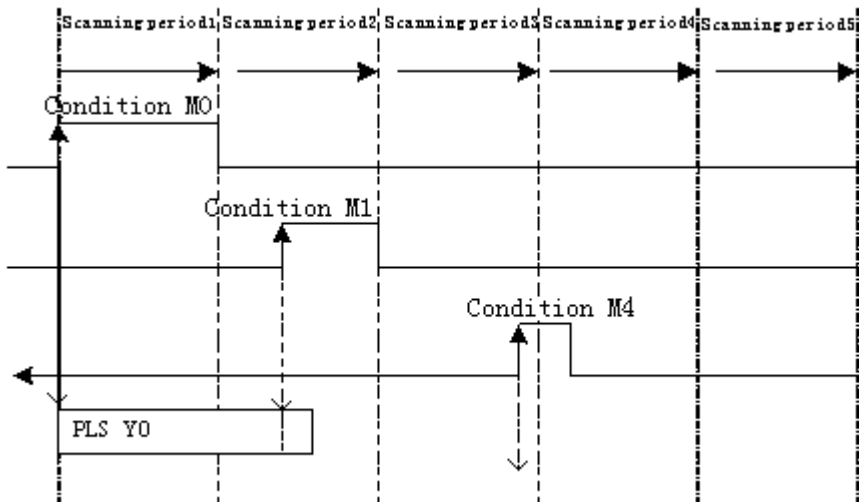 Scanning period1 Scanning period2 Scanning period3 Scanning period4 Scanning period5
Condition M0
Condition M1
Condition M4
PLS Y0